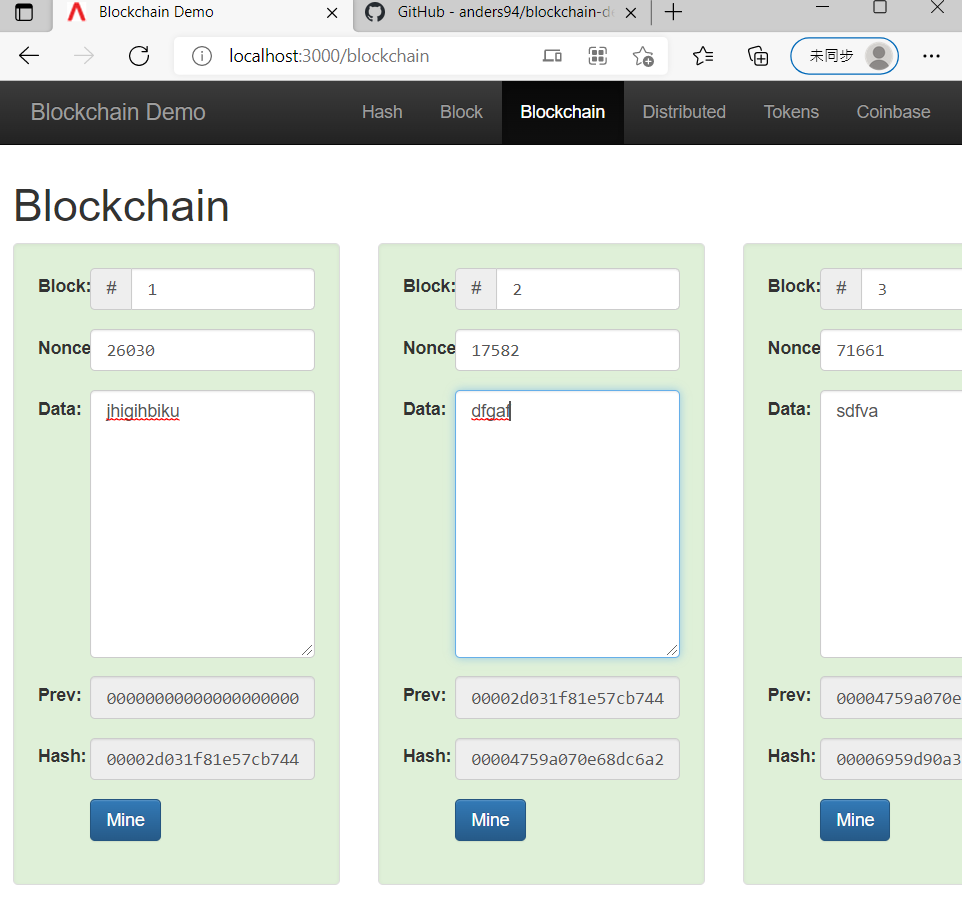 Blockchain Demo
GitHub - anders94/blockchain-de
localhost:3000/blockchain
未同步
Blockchain Demo Hash Block Blockchain Distributed Tokens Coinbase
Blockchain
Block: # 1
Nonce 26030
Data: jhigihbiku
Prev: 00000000000000000000
Hash: 00002d031f81e57cb744
Mine
Block: # 2
Nonce 17582
Data: dfgaf
Prev: 00002d031f81e57cb744
Hash: 00004759a070e68dc6a2
Mine
Block: # 3
Nonce 71661
Data: sdfva
Prev: 00004759a070e
Hash: 00006959d90a3
Mine